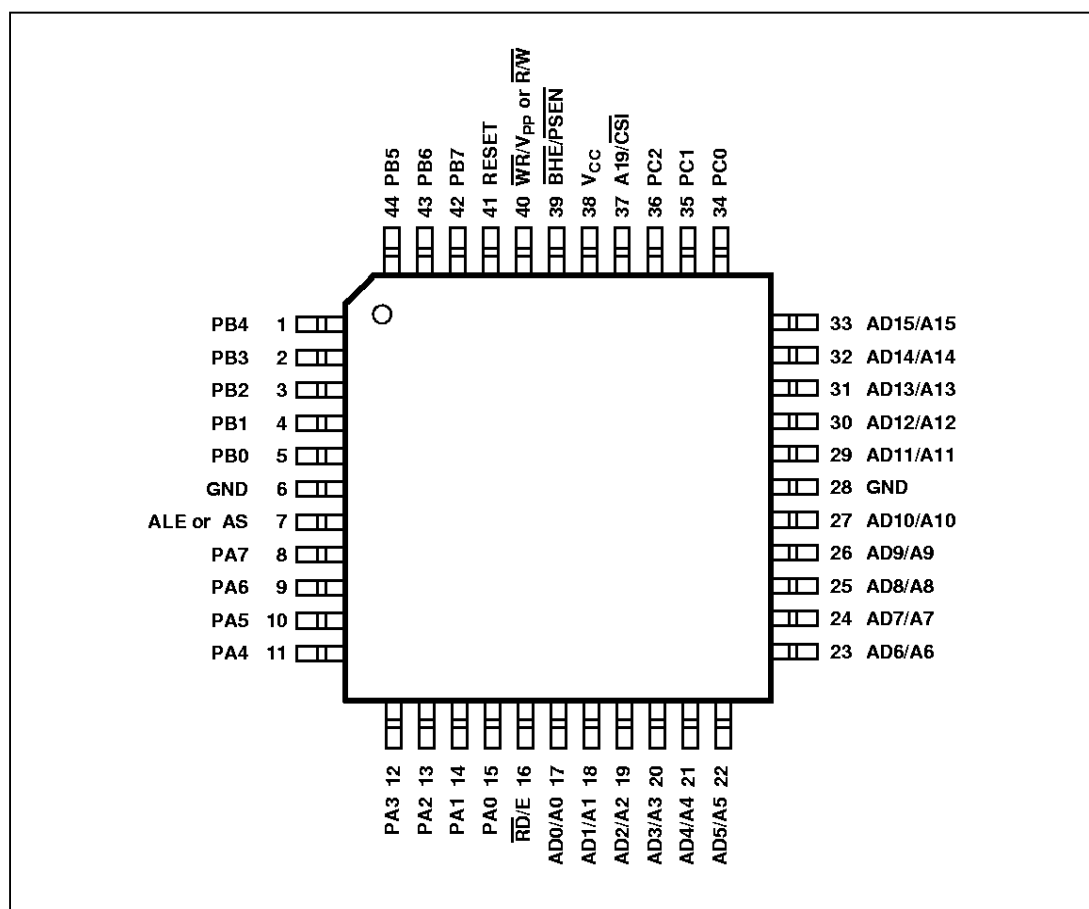 44 PB5
43 PB6
42 PB7
41 RESET
40 W̅R̅/VPP or R̅/̅W̅
39 B̅H̅E̅/P̅S̅E̅N̅
38 VCC
37 A19/C̅S̅I̅
36 PC2
35 PC1
34 PC0
PB4 1
PB3 2
PB2 3
PB1 4
PB0 5
GND 6
ALE or AS 7
PA7 8
PA6 9
PA5 10
PA4 11
33 AD15/A15
32 AD14/A14
31 AD13/A13
30 AD12/A12
29 AD11/A11
28 GND
27 AD10/A10
26 AD9/A9
25 AD8/A8
24 AD7/A7
23 AD6/A6
PA3 12
PA2 13
PA1 14
PA0 15
R̅D̅/E 16
AD0/A0 17
AD1/A1 18
AD2/A2 19
AD3/A3 20
AD4/A4 21
AD5/A5 22